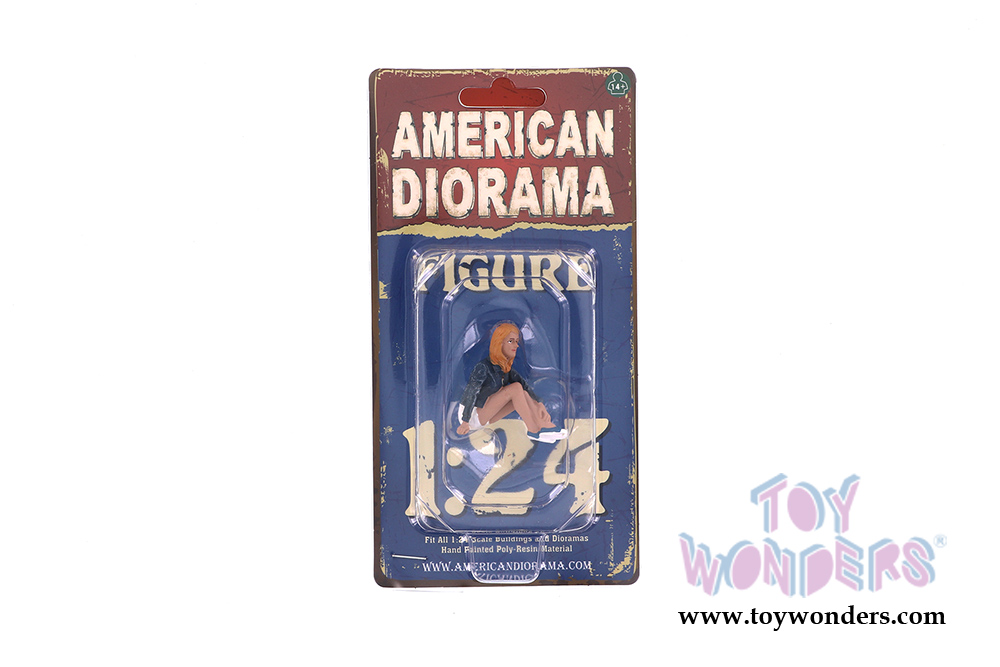 14+
AMERICAN
DIORAMA
FIGURE
1:24
Fit All 1:24 Scale Buildings and Dioramas
Hand Painted Poly-Resin Material
WWW.AMERICANDIORAMA.COM
TOY
WONDERS®
www.toywonders.com